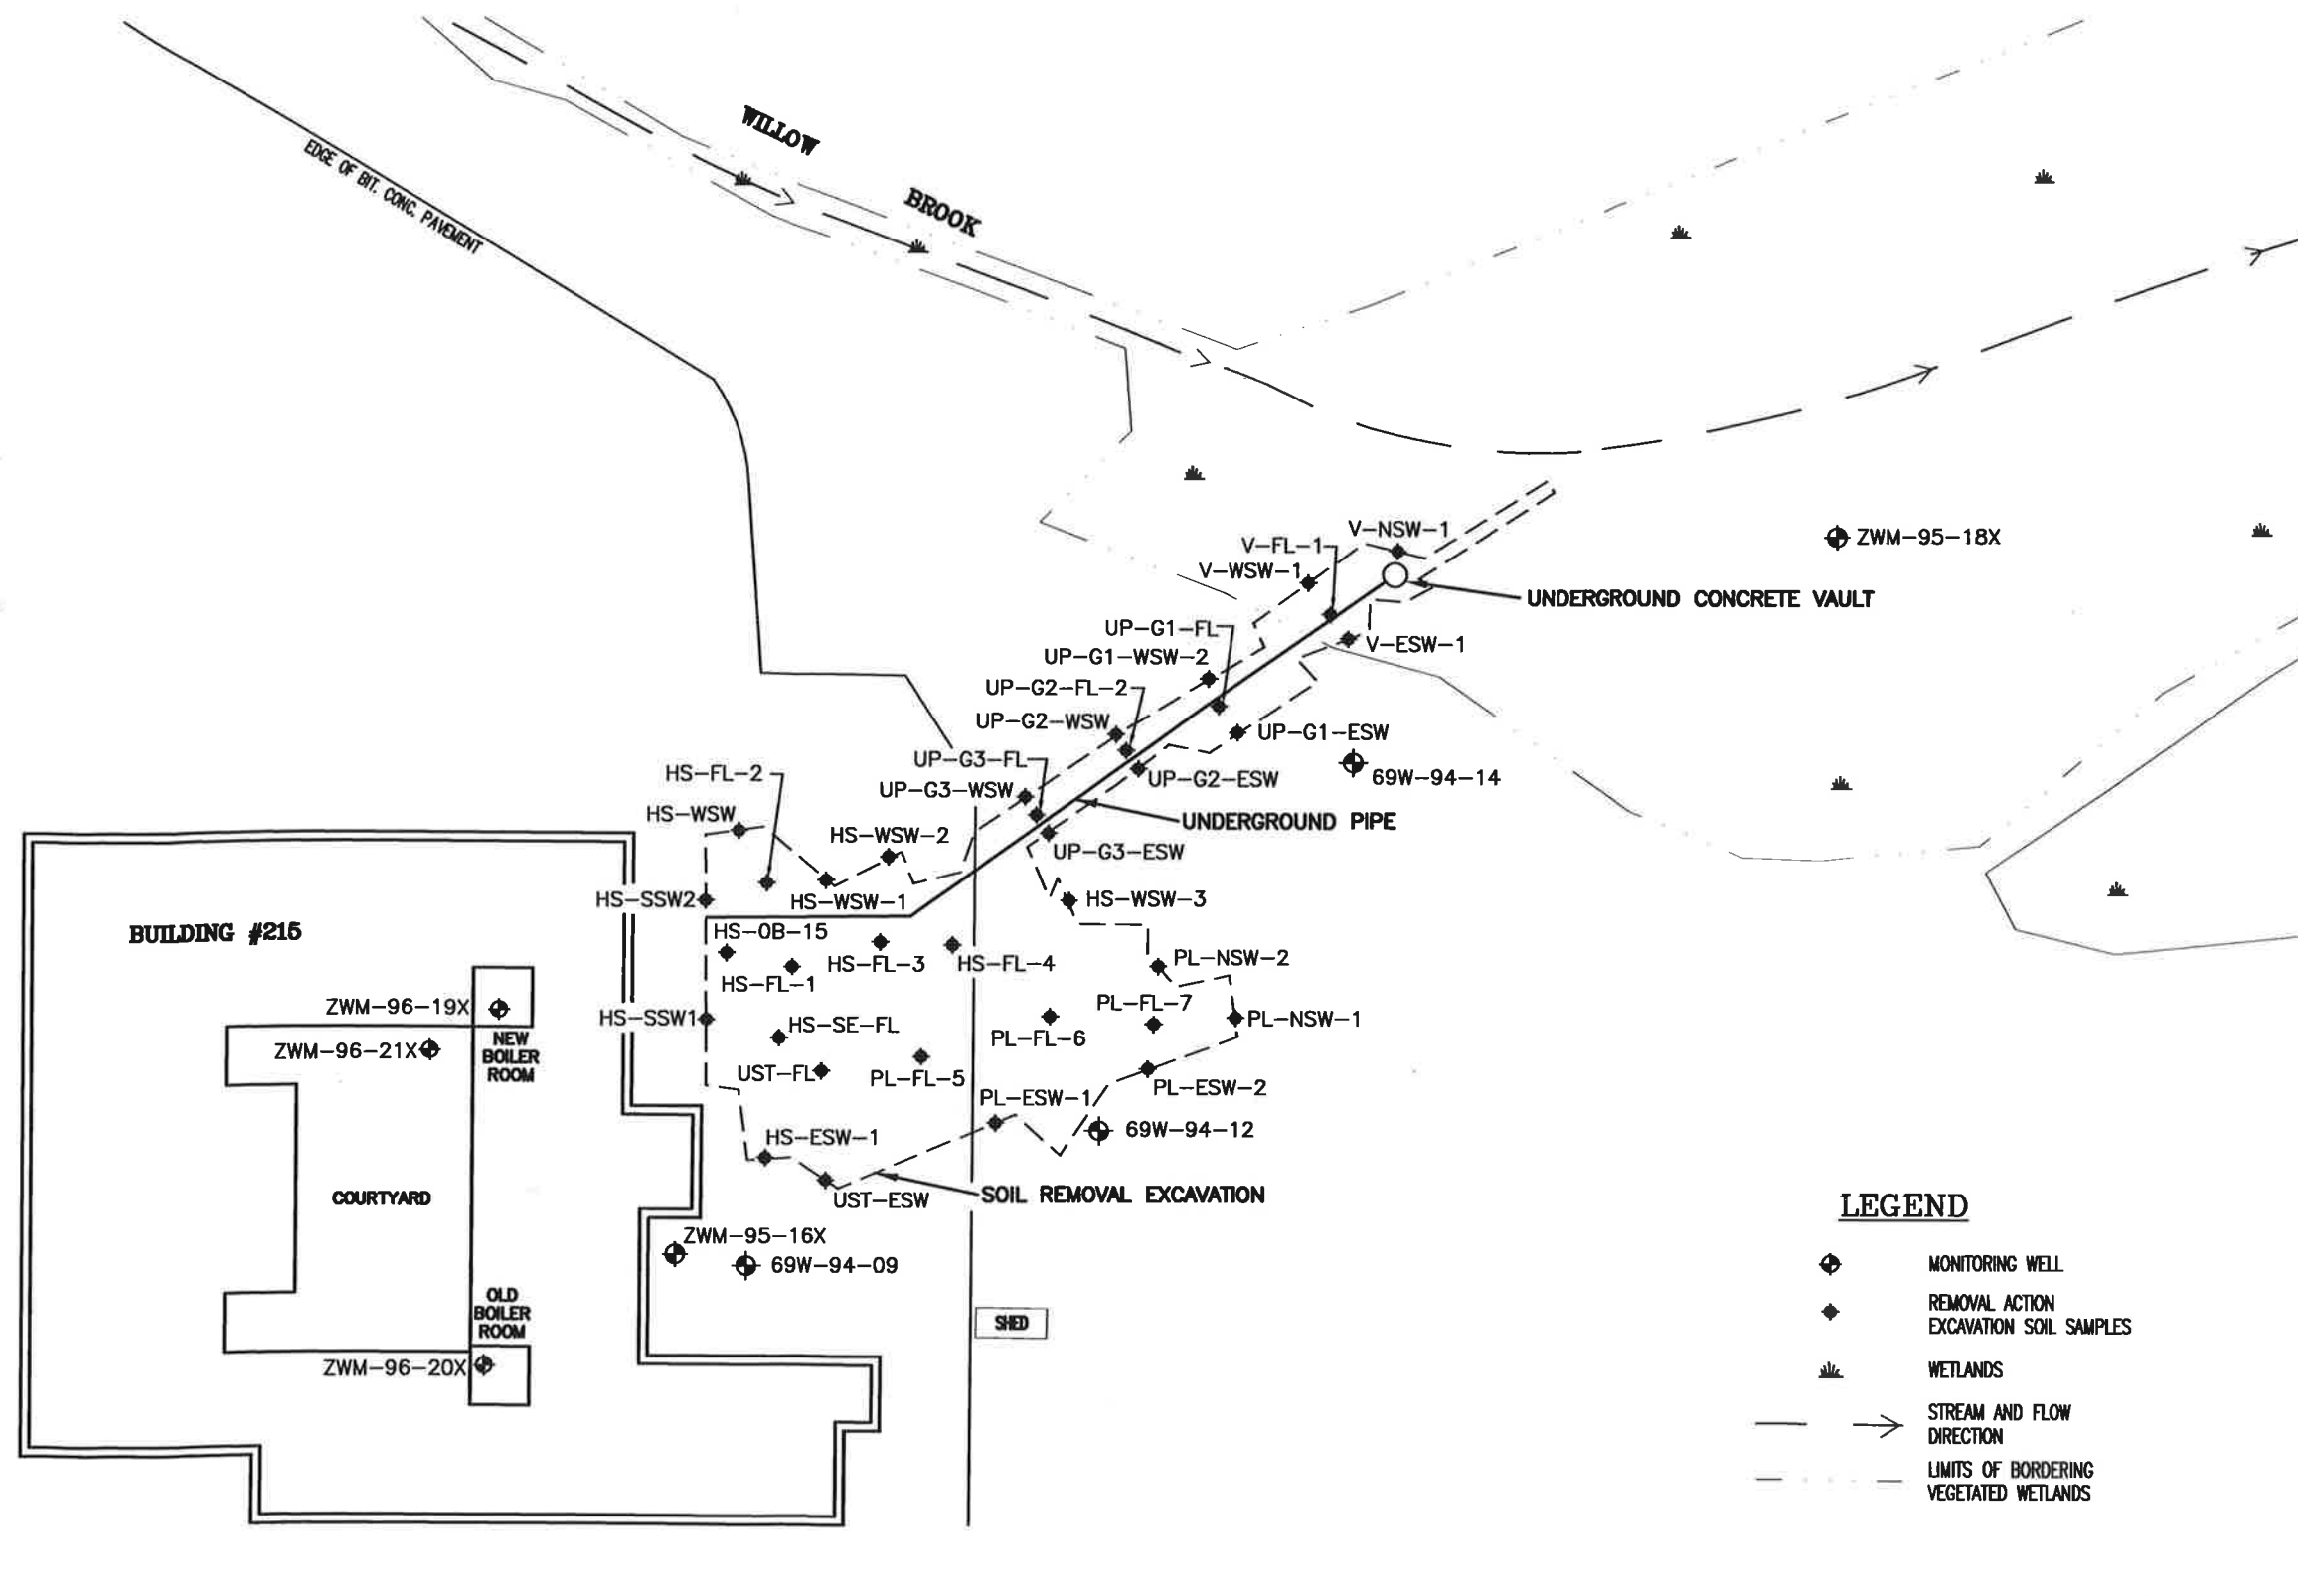 WILLOW
BROOK
EDGE OF BIT. CONC. PAVEMENT
V-NSW-1
V-FL-1
V-WSW-1
ZWM-95-18X
UNDERGROUND CONCRETE VAULT
UP-G1-FL
V-ESW-1
UP-G1-WSW-2
UP-G2-FL-2
UP-G2-WSW
UP-G1-ESW
UP-G3-FL
HS-FL-2
UP-G2-ESW
69W-94-14
UP-G3-WSW
HS-WSW
UNDERGROUND PIPE
HS-WSW-2
UP-G3-ESW
HS-SSW2
HS-WSW-1
HS-WSW-3
BUILDING #215
HS-OB-15
HS-FL-3
HS-FL-4
PL-NSW-2
HS-FL-1
PL-FL-7
ZWM-96-19X
HS-SSW1
HS-SE-FL
PL-FL-6
PL-NSW-1
NEW
BOILER
ROOM
ZWM-96-21X
UST-FL
PL-FL-5
PL-ESW-2
PL-ESW-1
69W-94-12
HS-ESW-1
COURTYARD
UST-ESW
SOIL REMOVAL EXCAVATION
ZWM-95-16X
69W-94-09
OLD
BOILER
ROOM
SHED
ZWM-96-20X
LEGEND
MONITORING WELL
REMOVAL ACTION
EXCAVATION SOIL SAMPLES
WETLANDS
STREAM AND FLOW
DIRECTION
LIMITS OF BORDERING
VEGETATED WETLANDS